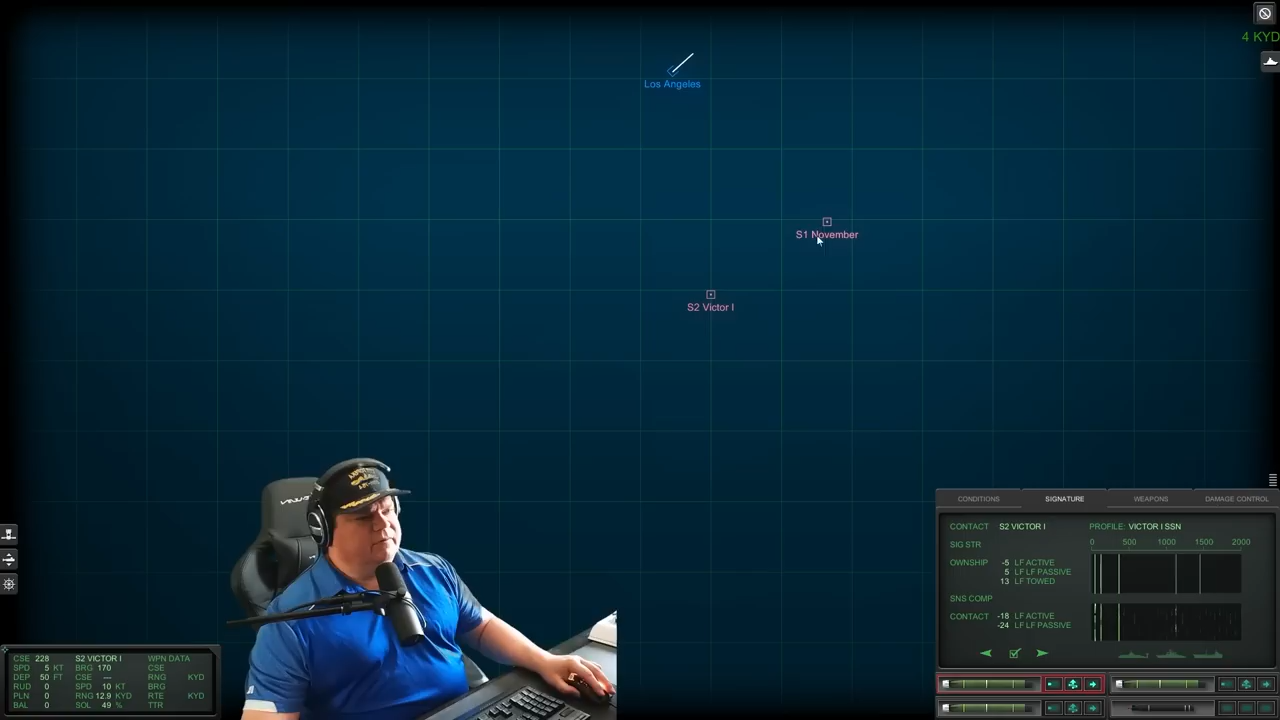 4 KYD
Los Angeles
S1 November
S2 Victor I
CONDITIONS SIGNATURE WEAPONS DAMAGE CONTROL
CONTACT S2 VICTOR I PROFILE: VICTOR I SSN
SIG STR 0 500 1000 1500 2000
OWNSHIP -5 LF ACTIVE
5 LF LF PASSIVE
13 LF TOWED
SNS COMP
CONTACT -18 LF ACTIVE
-24 LF LF PASSIVE
CSE 228 S2 VICTOR I WPN DATA
SPD 5 KT BRG 170 CSE
DEP 50 FT CSE --- RNG KYD
RUD 0 SPD 10 KT BRG
PLN 0 RNG 12.9 KYD RTE KYD
BAL 0 SOL 49 % TTR